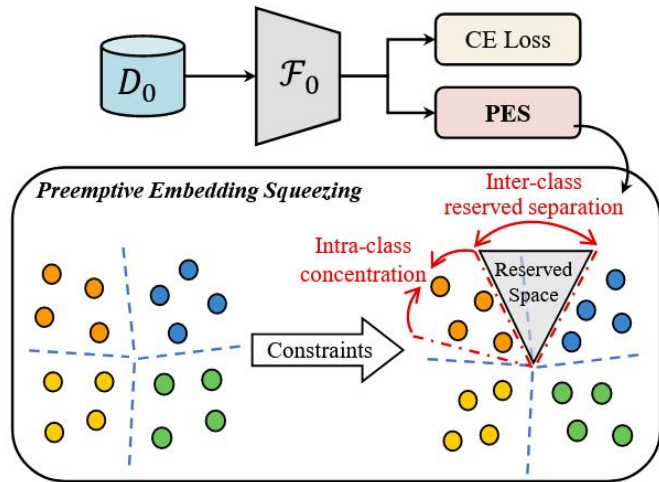 D₀
ℱ₀
CE Loss
PES
Preemptive Embedding Squeezing
Inter-class
reserved separation
Intra-class
concentration
Reserved
Space
Constraints